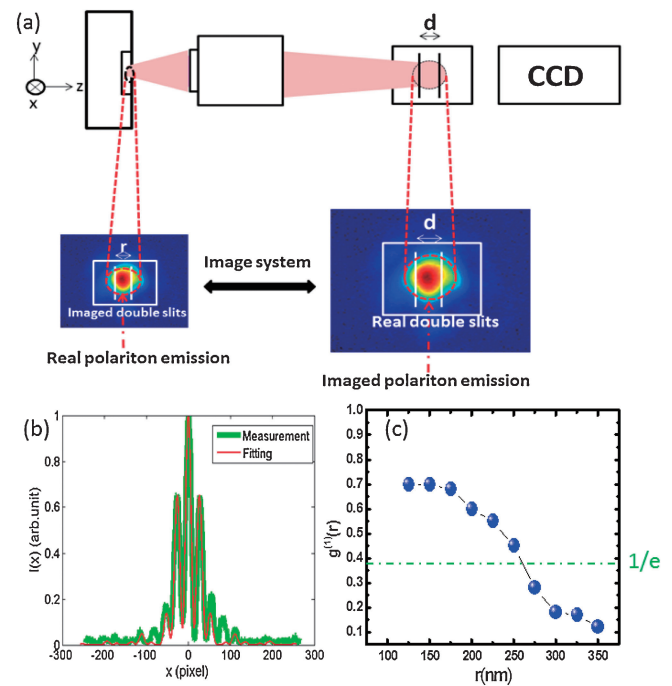 (a)
d
y
x
z
CCD
r
d
Image system
Imaged double slits
Real double slits
Real polariton emission
Imaged polariton emission
(b)
Measurement
Fitting
1
0.8
0.6
0.4
0.2
0
I(x) (arb.unit)
-300 -200 -100 0 100 200 300
x (pixel)
(c)
1.0
0.9
0.8
0.7
0.6
0.5
0.4
0.3
0.2
0.1
g⁽¹⁾(r)
1/e
100 150 200 250 300 350
r(nm)